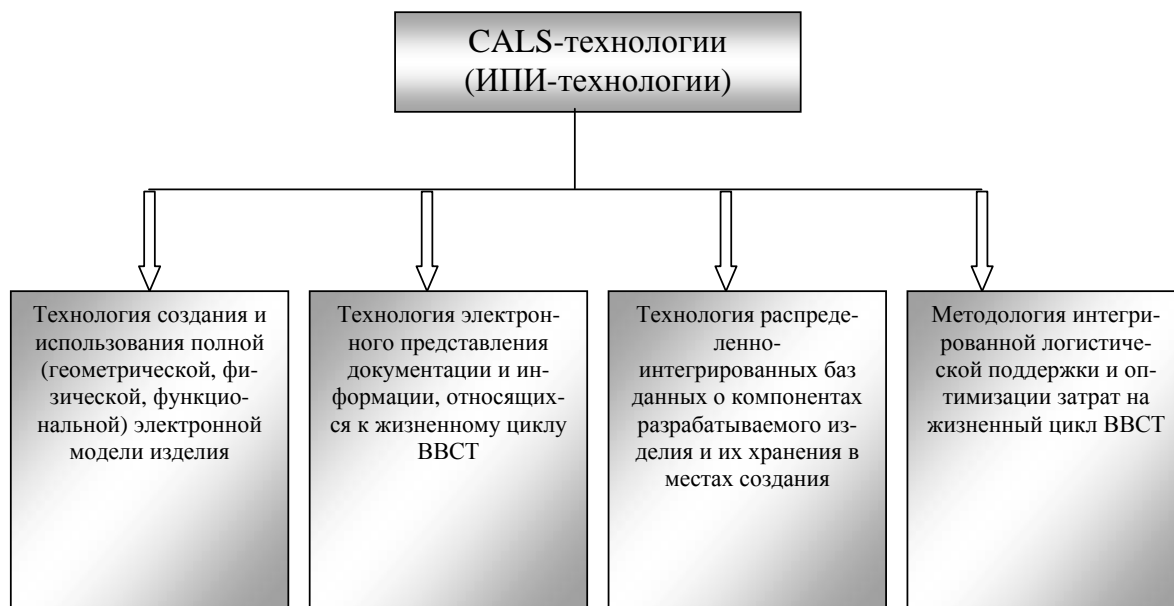 CALS-технологии
(ИПИ-технологии)
Технология создания и
использования полной
(геометрической, фи-
зической, функцио-
нальной) электронной
модели изделия
Технология электрон-
ного представления
документации и ин-
формации, относящих-
ся к жизненному циклу
ВВСТ
Технология распреде-
ленно-
интегрированных баз
данных о компонентах
разрабатываемого из-
делия и их хранения в
местах создания
Методология интегри-
рованной логистиче-
ской поддержки и оп-
тимизации затрат на
жизненный цикл ВВСТ